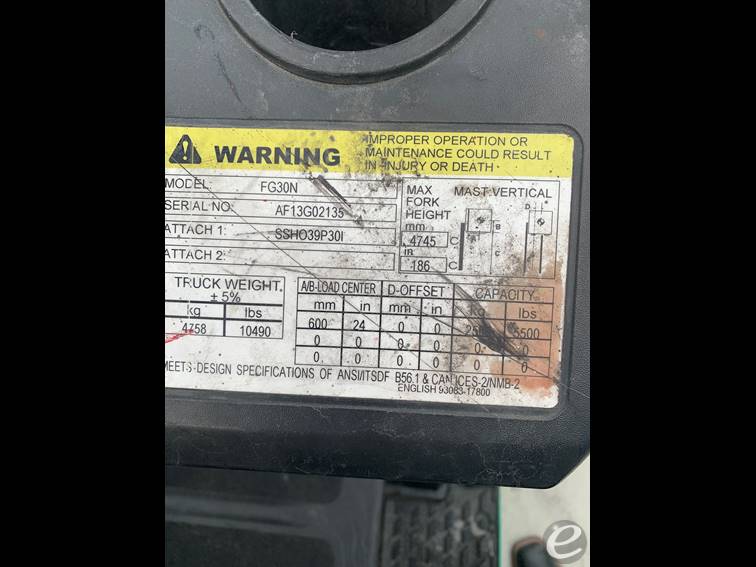 WARNING
IMPROPER OPERATION OR
MAINTENANCE COULD RESULT
IN INJURY OR DEATH
MODEL: FG30N
SERIAL NO: AF13G02135
ATTACH 1: SSHO39P30I
ATTACH 2:
MAX
FORK
HEIGHT
mm
4745 C
in
186 C
MAST:VERTICAL
D
B
C
TRUCK WEIGHT.
± 5%
kg lbs
4758 10490
A/B-LOAD CENTER D-OFFSET CAPACITY
mm in mm in kg lbs
600 24 0 0 5500
0 0 0 0 0 0
0 0 0 0 0 0
MEETS-DESIGN SPECIFICATIONS OF ANSI/ITSDF B56.1 & CAN ICES-2/NMB-2
ENGLISH 93083-17800
e